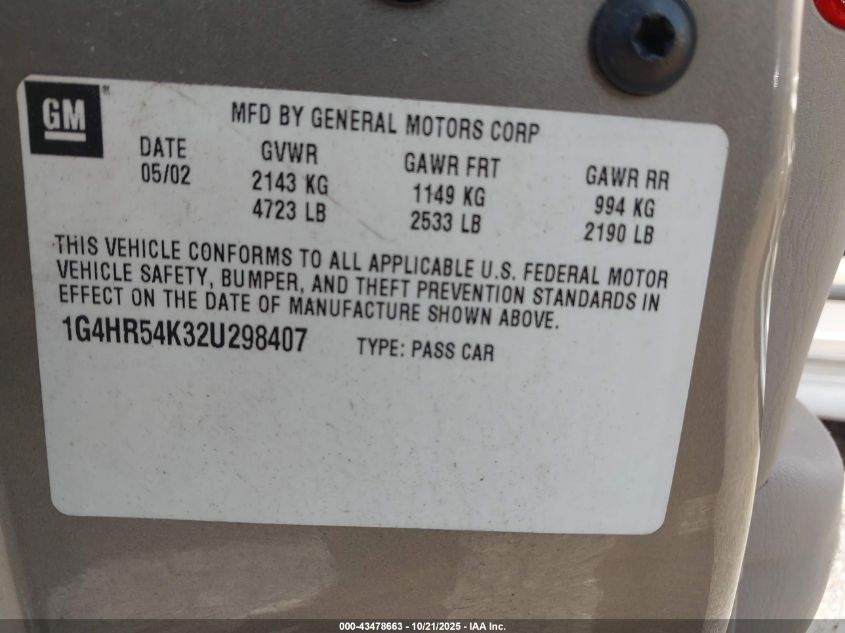 GM
MFD BY GENERAL MOTORS CORP
DATE GVWR GAWR FRT GAWR RR
05/02 2143 KG 1149 KG 994 KG
4723 LB 2533 LB 2190 LB
THIS VEHICLE CONFORMS TO ALL APPLICABLE U.S. FEDERAL MOTOR
VEHICLE SAFETY, BUMPER, AND THEFT PREVENTION STANDARDS IN
EFFECT ON THE DATE OF MANUFACTURE SHOWN ABOVE.
1G4HR54K32U298407 TYPE: PASS CAR
000-43478663 - 10/21/2025 - IAA Inc.